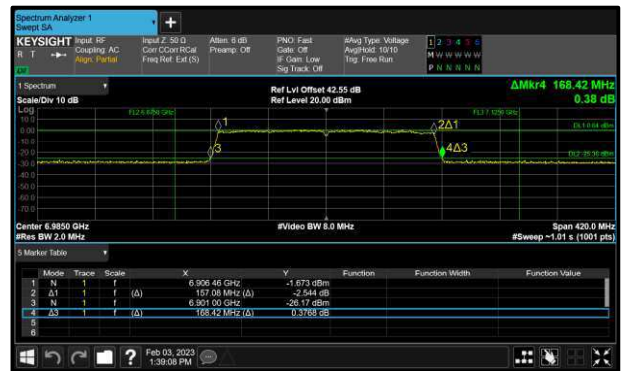 Spectrum Analyzer 1
Swept SA
+
KEYSIGHT Input: RF Input Z: 50 Ω Atten: 6 dB PNO: Fast #Avg Type: Voltage 1 2 3 4 5 6
R T Coupling: AC Corr CCorr RCal Preamp: Off Gate: Off Avg|Hold: 10/10 M W W W W W
Align: Partial Freq Ref: Ext (S) IF Gain: Low Trig: Free Run P N N N N N
Sig Track: Off
1 Spectrum Ref Lvl Offset 42.55 dB ΔMkr4 168.42 MHz
Scale/Div 10 dB Ref Level 20.00 dBm 0.38 dB
Log
10.0
0.00
-10.0
-20.0
-30.0
-40.0
-50.0
-60.0
-70.0
1
2Δ1
3
4Δ3
Center 6.9850 GHz #Video BW 8.0 MHz Span 420.0 MHz
#Res BW 2.0 MHz #Sweep ~1.01 s (1001 pts)
5 Marker Table
Mode Trace Scale X Y Function Function Width Function Value
1 N 1 f 6.906 46 GHz -1.673 dBm
2 Δ1 1 f (Δ) 157.08 MHz (Δ) -2.544 dB
3 N 1 f 6.901 00 GHz -26.17 dBm
4 Δ3 1 f (Δ) 168.42 MHz (Δ) 0.3768 dB
5
6
? Feb 03, 2023
1:39:08 PM